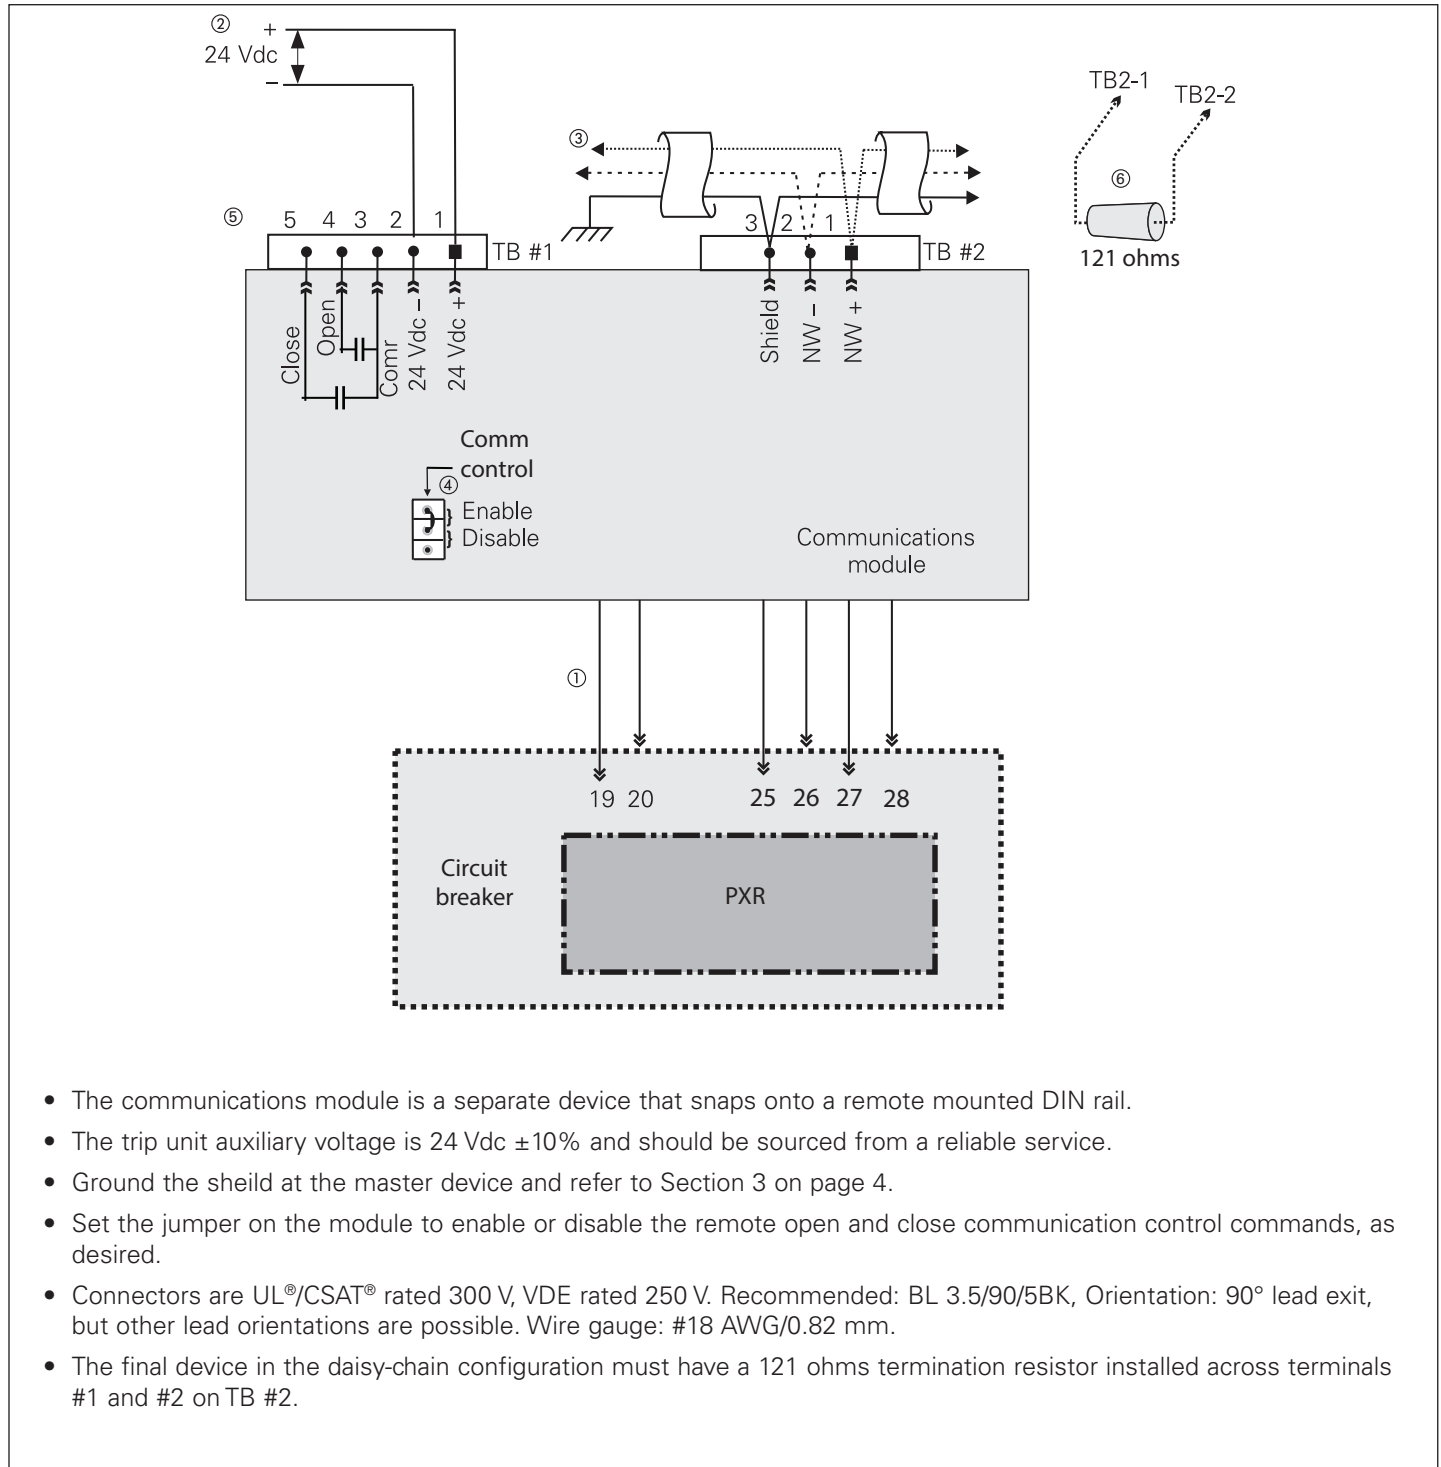 ② +
24 Vdc
−
TB2-1
TB2-2
③
⑥
121 ohms
⑤ 5 4 3 2 1
TB #1
3 2 1
TB #2
Close
Open
Comr
24 Vdc −
24 Vdc +
Shield
NW −
NW +
Comm
control
④
Enable
Disable
Communications
module
①
19 20 25 26 27 28
Circuit
breaker
PXR
• The communications module is a separate device that snaps onto a remote mounted DIN rail.
• The trip unit auxiliary voltage is 24 Vdc ±10% and should be sourced from a reliable service.
• Ground the sheild at the master device and refer to Section 3 on page 4.
• Set the jumper on the module to enable or disable the remote open and close communication control commands, as
desired.
• Connectors are UL®/CSAT® rated 300 V, VDE rated 250 V. Recommended: BL 3.5/90/5BK, Orientation: 90° lead exit,
but other lead orientations are possible. Wire gauge: #18 AWG/0.82 mm.
• The final device in the daisy-chain configuration must have a 121 ohms termination resistor installed across terminals
#1 and #2 on TB #2.